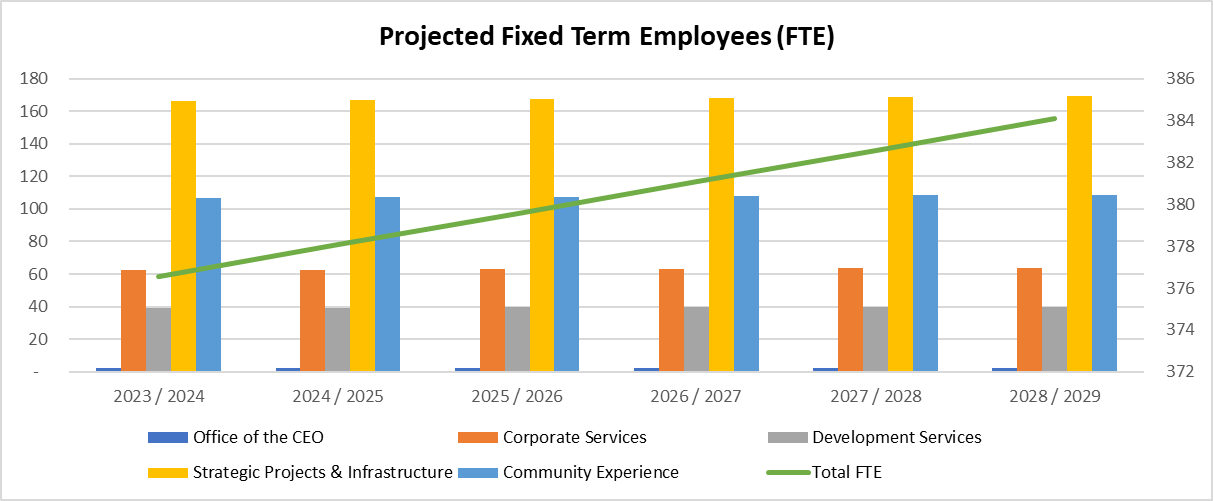 Projected Fixed Term Employees (FTE)
180 386
160 384
140 382
120 380
100 378
80 376
60 374
40 372
20
-
2023 / 2024 2024 / 2025 2025 / 2026 2026 / 2027 2027 / 2028 2028 / 2029
Office of the CEO Corporate Services Development Services
Strategic Projects & Infrastructure Community Experience Total FTE